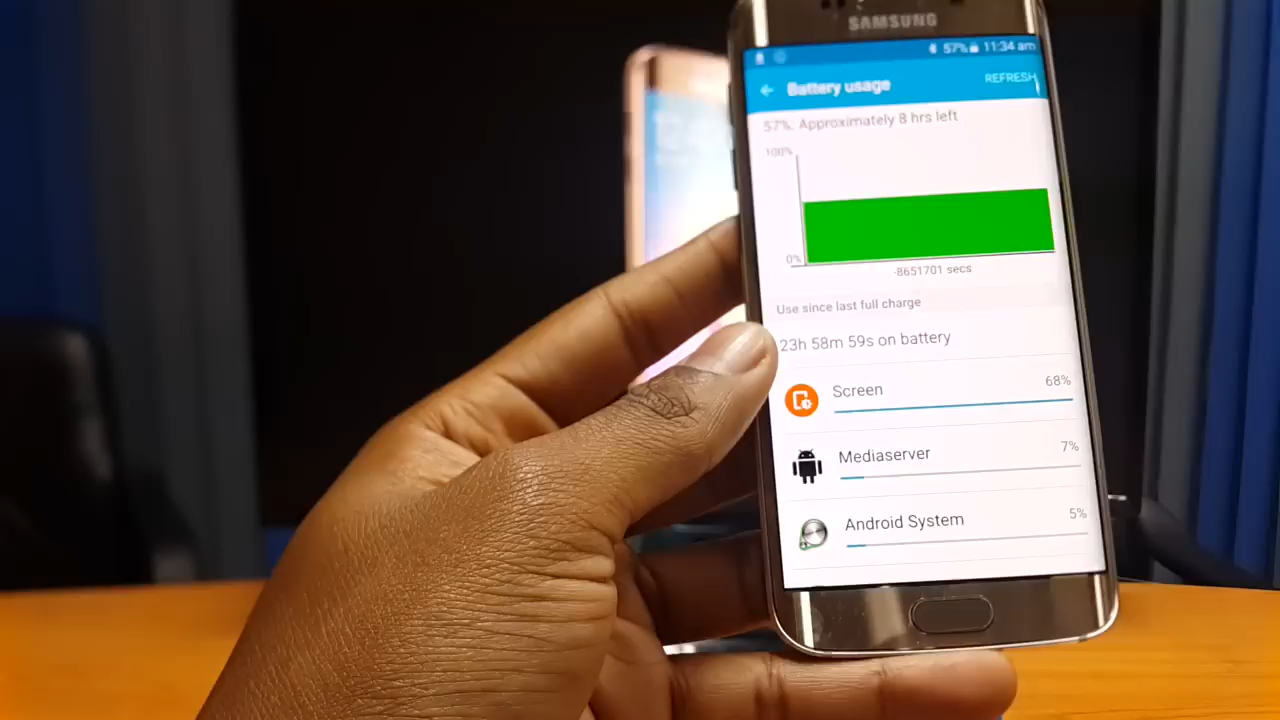 SAMSUNG
57% 11:34 am
Battery usage REFRESH
57%. Approximately 8 hrs left
100%
0%
-8651701 secs
Use since last full charge
23h 58m 59s on battery
Screen 68%
Mediaserver 7%
Android System 5%